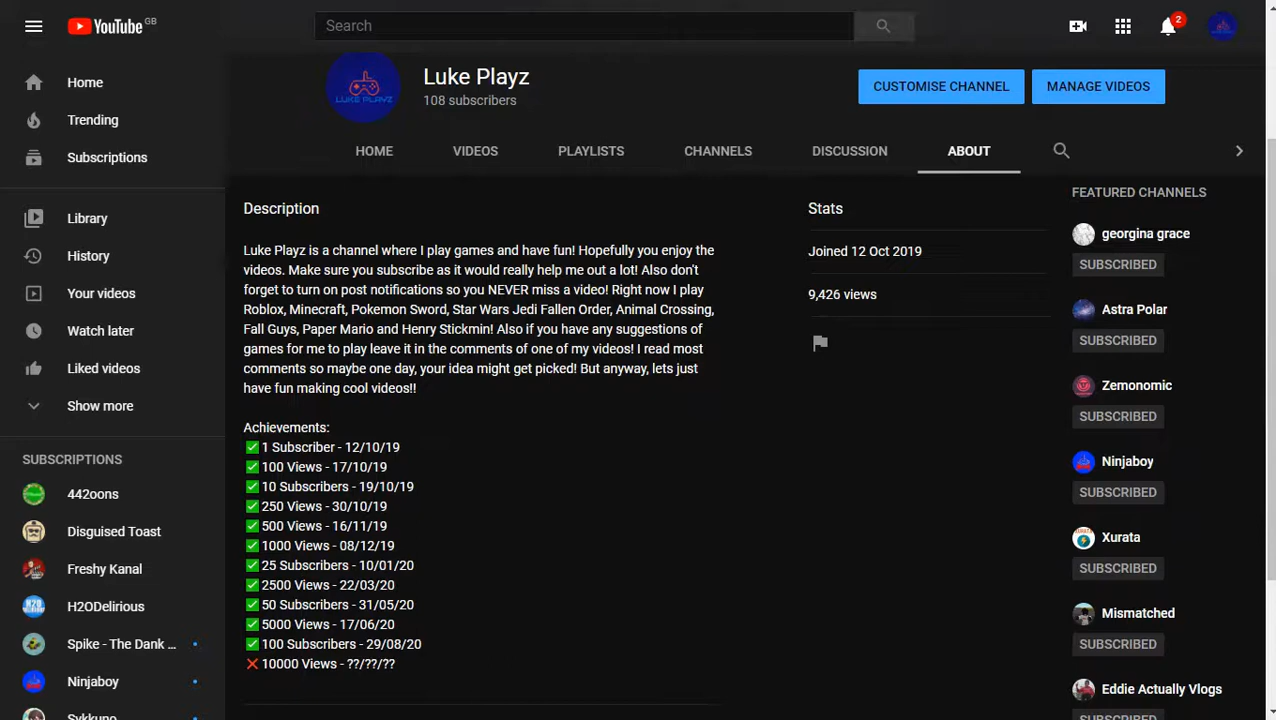 YouTube GB
Search
2
Home
Trending
Subscriptions
Library
History
Your videos
Watch later
Liked videos
Show more
SUBSCRIPTIONS
442oons
Disguised Toast
Freshy Kanal
H2ODelirious
Spike - The Dank ...
Ninjaboy
Sykkuno
LUKE PLAYZ
Luke Playz
108 subscribers
CUSTOMISE CHANNEL
MANAGE VIDEOS
HOME
VIDEOS
PLAYLISTS
CHANNELS
DISCUSSION
ABOUT
Description
Luke Playz is a channel where I play games and have fun! Hopefully you enjoy the
videos. Make sure you subscribe as it would really help me out a lot! Also don't
forget to turn on post notifications so you NEVER miss a video! Right now I play
Roblox, Minecraft, Pokemon Sword, Star Wars Jedi Fallen Order, Animal Crossing,
Fall Guys, Paper Mario and Henry Stickmin! Also if you have any suggestions of
games for me to play leave it in the comments of one of my videos! I read most
comments so maybe one day, your idea might get picked! But anyway, lets just
have fun making cool videos!!
Achievements:
✅ 1 Subscriber - 12/10/19
✅ 100 Views - 17/10/19
✅ 10 Subscribers - 19/10/19
✅ 250 Views - 30/10/19
✅ 500 Views - 16/11/19
✅ 1000 Views - 08/12/19
✅ 25 Subscribers - 10/01/20
✅ 2500 Views - 22/03/20
✅ 50 Subscribers - 31/05/20
✅ 5000 Views - 17/06/20
✅ 100 Subscribers - 29/08/20
❌ 10000 Views - ??/??/??
Stats
Joined 12 Oct 2019
9,426 views
FEATURED CHANNELS
georgina grace
SUBSCRIBED
Astra Polar
SUBSCRIBED
Zemonomic
SUBSCRIBED
Ninjaboy
SUBSCRIBED
Xurata
SUBSCRIBED
Mismatched
SUBSCRIBED
Eddie Actually Vlogs
SUBSCRIBED